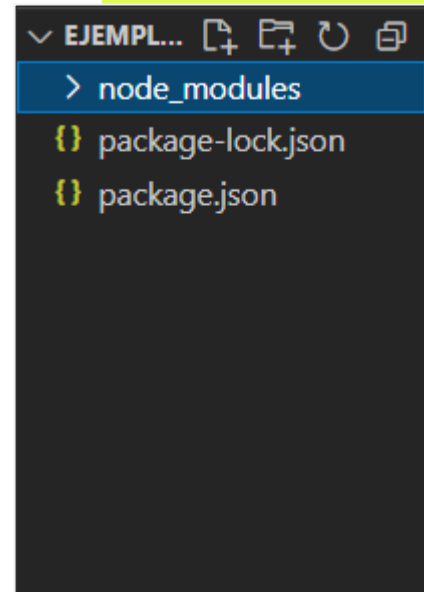 EJEMPL...
node_modules
{} package-lock.json
{} package.json